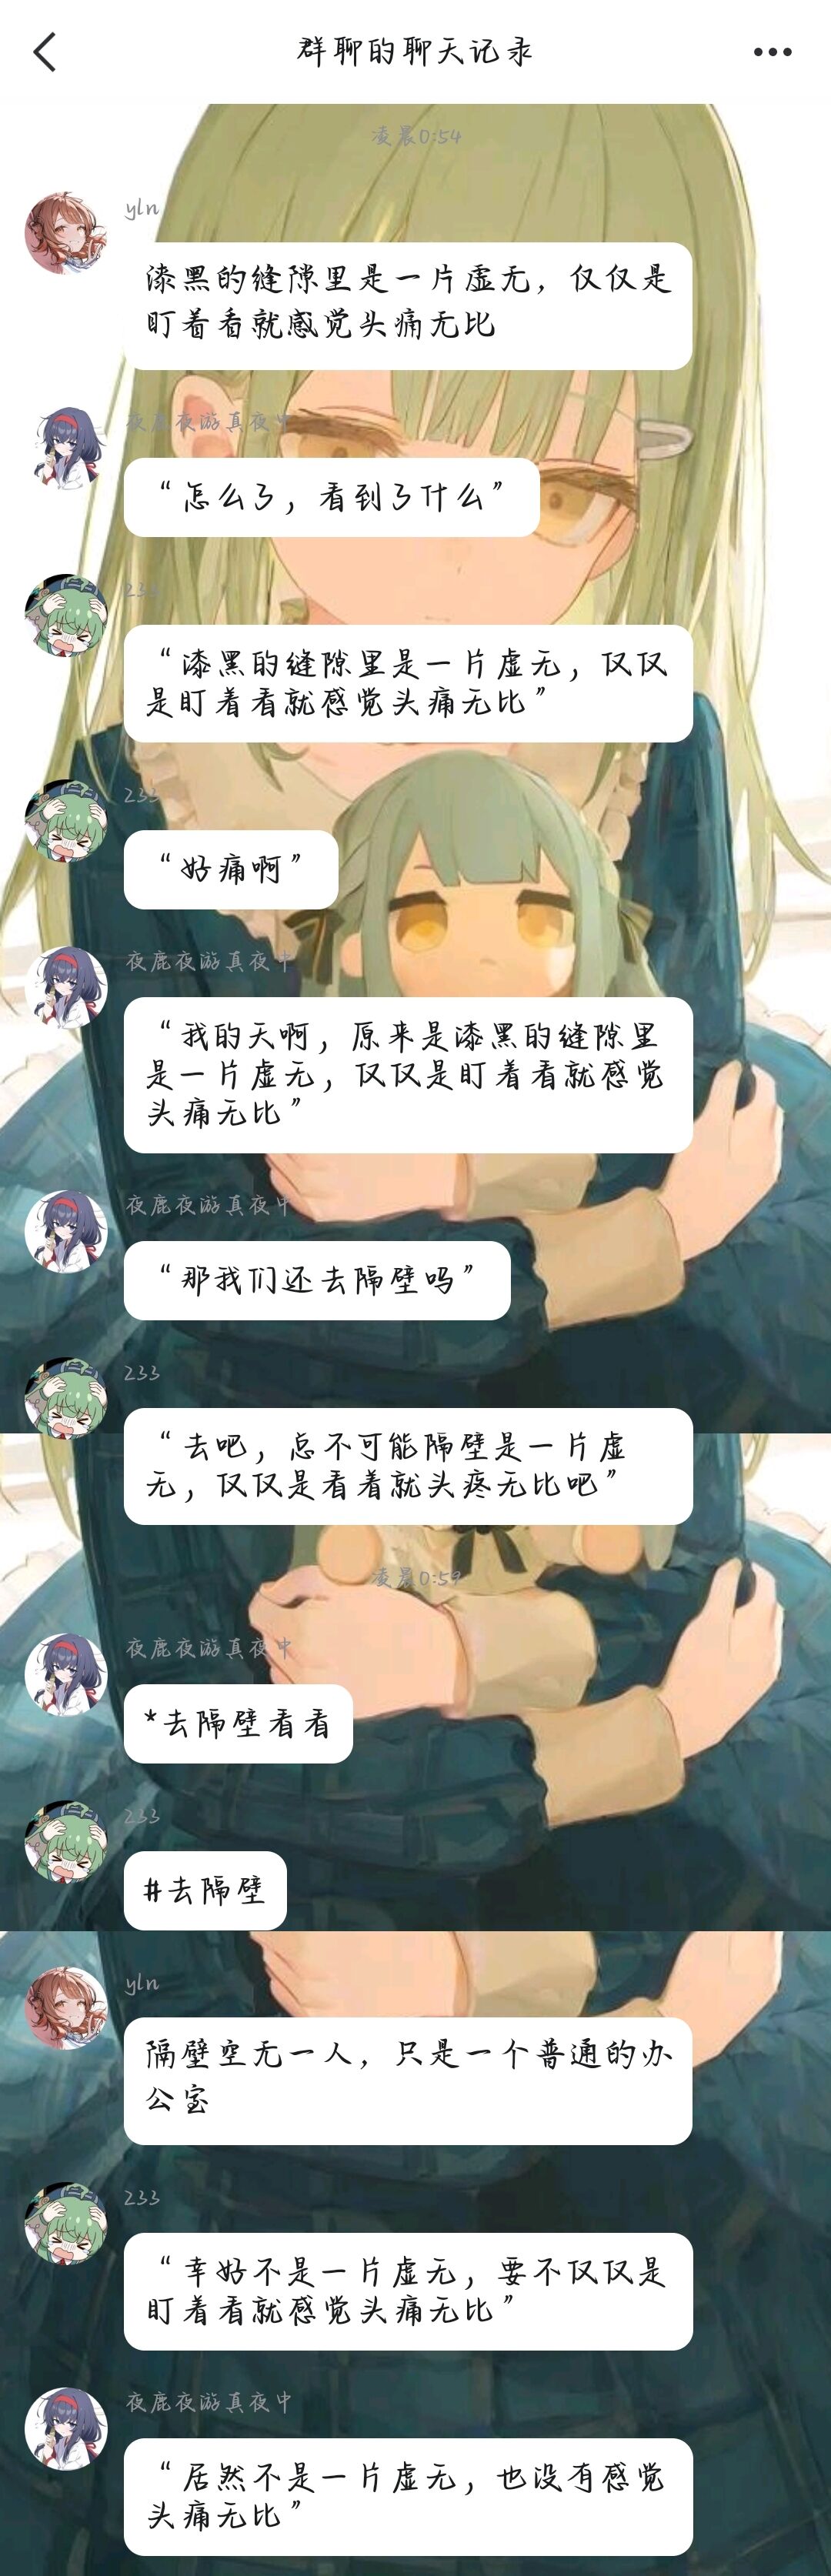 群聊的聊天记录
凌晨0:54
yln
漆黑的缝隙里是一片虚无，仅仅是
盯着看就感觉头痛无比
夜鹿夜游真夜中
“怎么了，看到了什么”
233
“漆黑的缝隙里是一片虚无，仅仅
是盯着看就感觉头痛无比”
233
“好痛啊”
夜鹿夜游真夜中
“我的天啊，原来是漆黑的缝隙里
是一片虚无，仅仅是盯着看就感觉
头痛无比”
夜鹿夜游真夜中
“那我们还去隔壁吗”
233
“去吧，总不可能隔壁是一片虚
无，仅仅是看着就头疼无比吧”
凌晨0:59
夜鹿夜游真夜中
*去隔壁看看
233
#去隔壁
yln
隔壁空无一人，只是一个普通的办
公室
233
“幸好不是一片虚无，要不仅仅是
盯着看就感觉头痛无比”
夜鹿夜游真夜中
“居然不是一片虚无，也没有感觉
头痛无比”